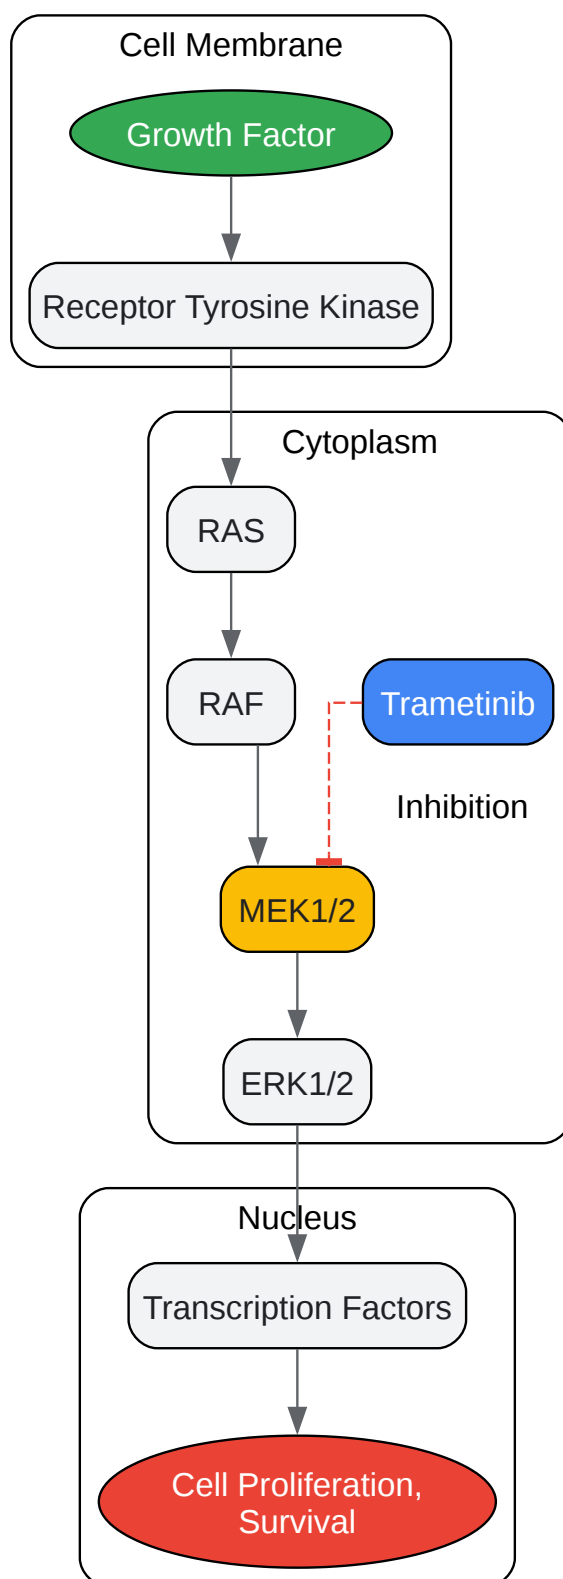 Cell Membrane
Growth Factor
Receptor Tyrosine Kinase
Cytoplasm
RAS
RAF
Trametinib
Inhibition
MEK1/2
ERK1/2
Nucleus
Transcription Factors
Cell Proliferation,
Survival